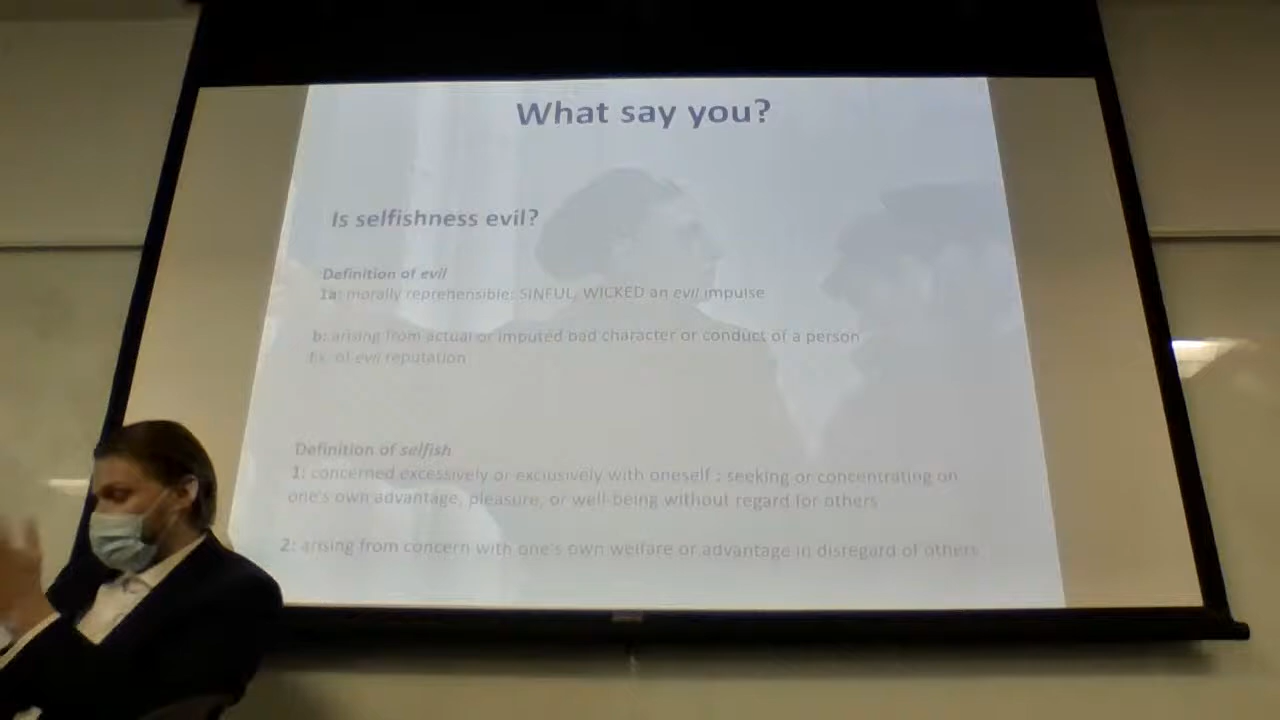 What say you?
Is selfishness evil?
Definition of evil
1a: morally reprehensible: SINFUL, WICKED an evil impulse
b: arising from actual or imputed bad character or conduct of a person
of evil reputation
Definition of selfish
1: concerned excessively or exclusively with oneself : seeking or concentrating on
one's own advantage, pleasure, or well-being without regard for others
2: arising from concern with one's own welfare or advantage in disregard of others